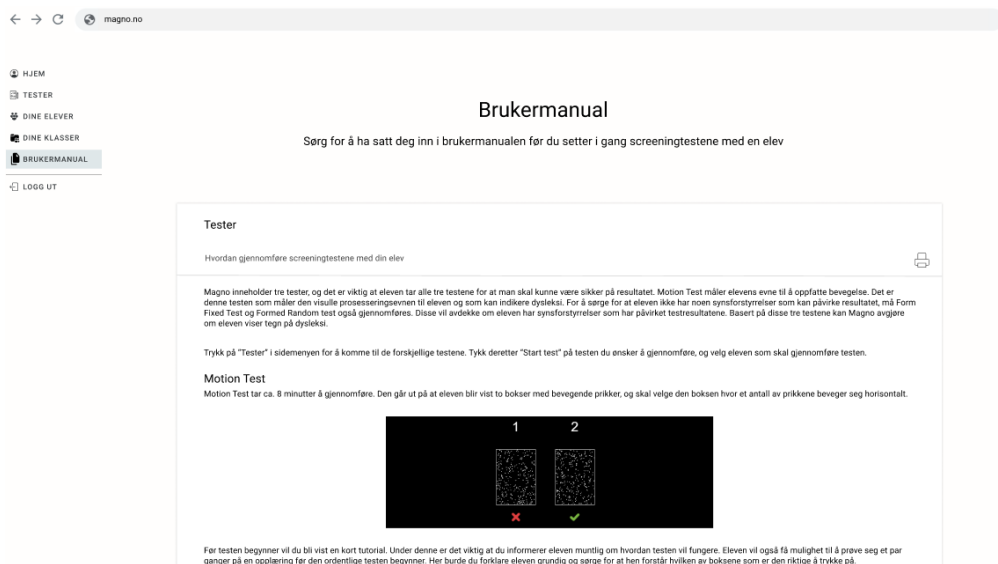 magno.no
HJEM
TESTER
DINE ELEVER
DINE KLASSER
BRUKERMANUAL
LOGG UT
Brukermanual
Sørg for å ha satt deg inn i brukermanualen før du setter i gang screeningtestene med en elev
Tester
Hvordan gjennomføre screeningtestene med din elev
Magno inneholder tre tester, og det er viktig at eleven tar alle tre testene for at man skal kunne være sikker på resultatet. Motion Test måler elevens evne til å oppfatte bevegelse. Det er
denne testen som måler den visulle prosesseringsevnen til eleven og som kan indikere dysleksi. For å sørge for at eleven ikke har noen synsforstyrrelser som kan påvirke resultatet, må Form
Fixed Test og Formed Random test også gjennomføres. Disse vil avdekke om eleven har synsforstyrrelser som har påvirket testresultatene. Basert på disse tre testene kan Magno avgjøre
om eleven viser tegn på dysleksi.
Trykk på "Tester" i sidemenyen for å komme til de forskjellige testene. Tykk deretter "Start test" på testen du ønsker å gjennomføre, og velg eleven som skal gjennomføre testen.
Motion Test
Motion Test tar ca. 8 minutter å gjennomføre. Den går ut på at eleven blir vist to bokser med bevegende prikker, og skal velge den boksen hvor et antall av prikkene beveger seg horisontalt.
1 2
Før testen begynner vil du bli vist en kort tutorial. Under denne er det viktig at du informerer eleven muntlig om hvordan testen vil fungere. Eleven vil også få mulighet til å prøve seg et par
ganger på en opplæring før den ordentlige testen begynner. Her burde du forklare eleven grundig og sørge for at hen forstår hvilken av boksene som er den riktige å trykke på.